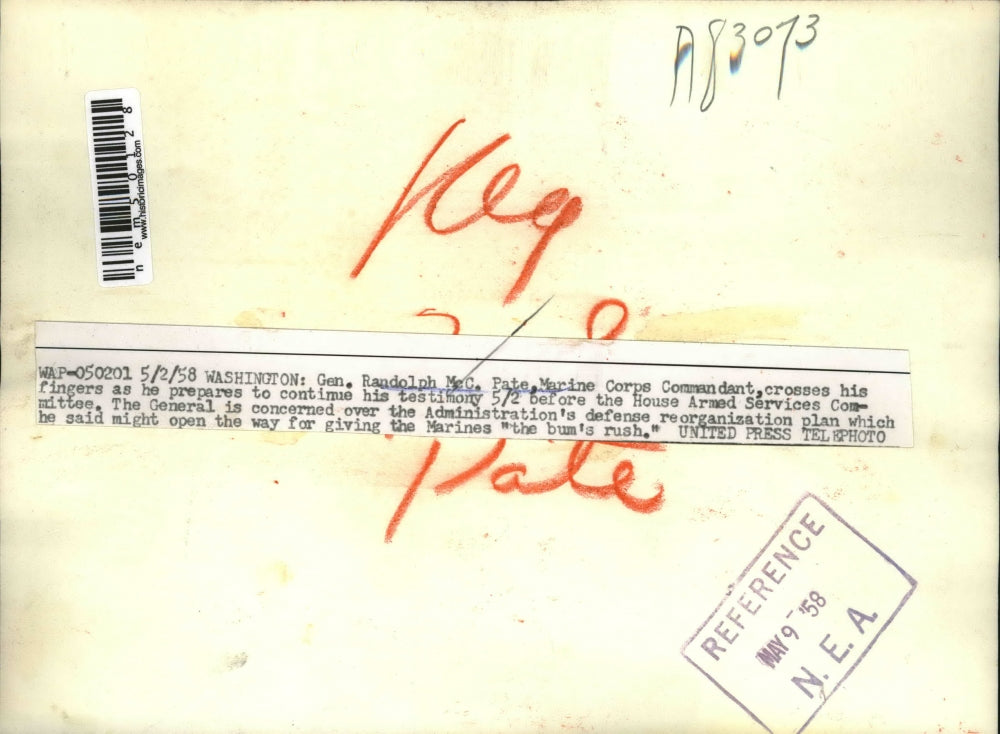 A83073
nem50128
www.historicimages.com
WAP-050201 5/2/58 WASHINGTON: Gen. Randolph McC. Pate,Marine Corps Commandant,crosses his
fingers as he prepares to continue his testimony 5/2 before the House Armed Services Com-
mittee. The General is concerned over the Administration's defense reorganization plan which
he said might open the way for giving the Marines "the bum's rush." UNITED PRESS TELEPHOTO
Pate
REFERENCE
MAY 9 - '58
N. E. A.